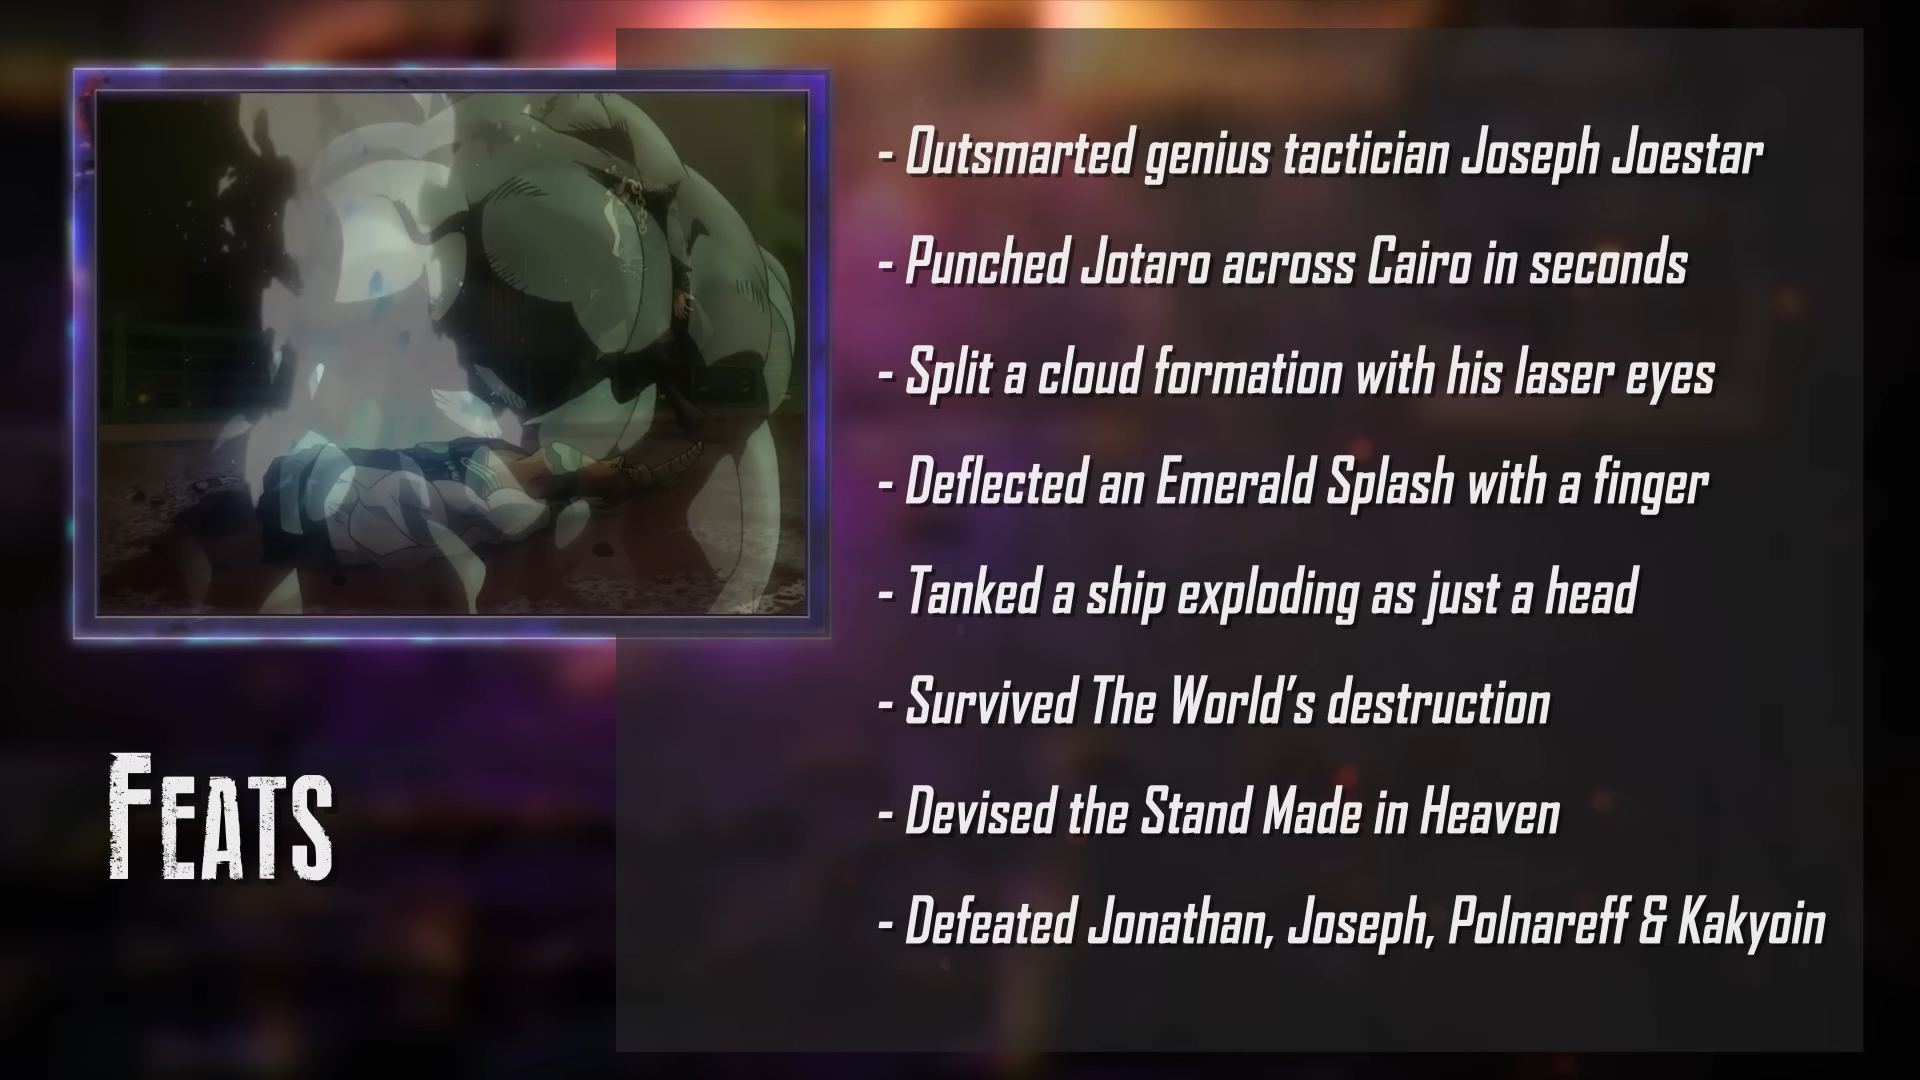 - Outsmarted genius tactician Joseph Joestar
- Punched Jotaro across Cairo in seconds
- Split a cloud formation with his laser eyes
- Deflected an Emerald Splash with a finger
- Tanked a ship exploding as just a head
- Survived The World's destruction
- Devised the Stand Made in Heaven
- Defeated Jonathan, Joseph, Polnareff & Kakyoin
Feats